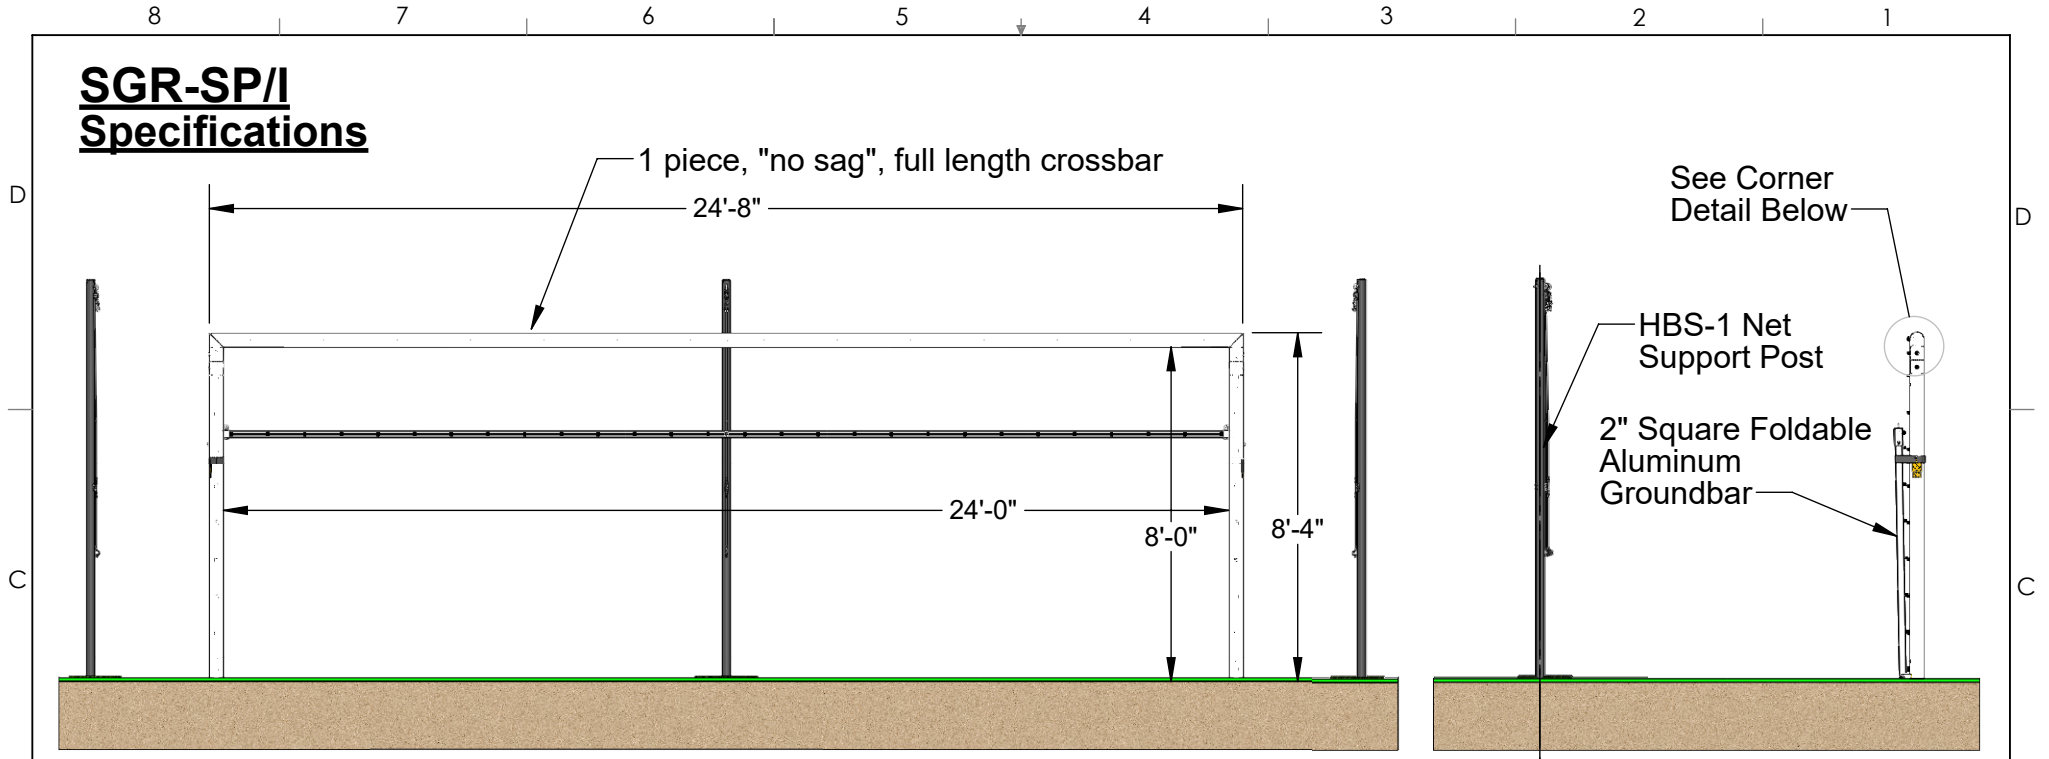 8 7 6 5 4 3 2 1
SGR-SP/I
Specifications
1 piece, "no sag", full length crossbar
24'-8"
See Corner
Detail Below
D
D
HBS-1 Net
Support Post
2" Square Foldable
Aluminum
Groundbar
24'-0"
8'-0"
8'-4"
C
C